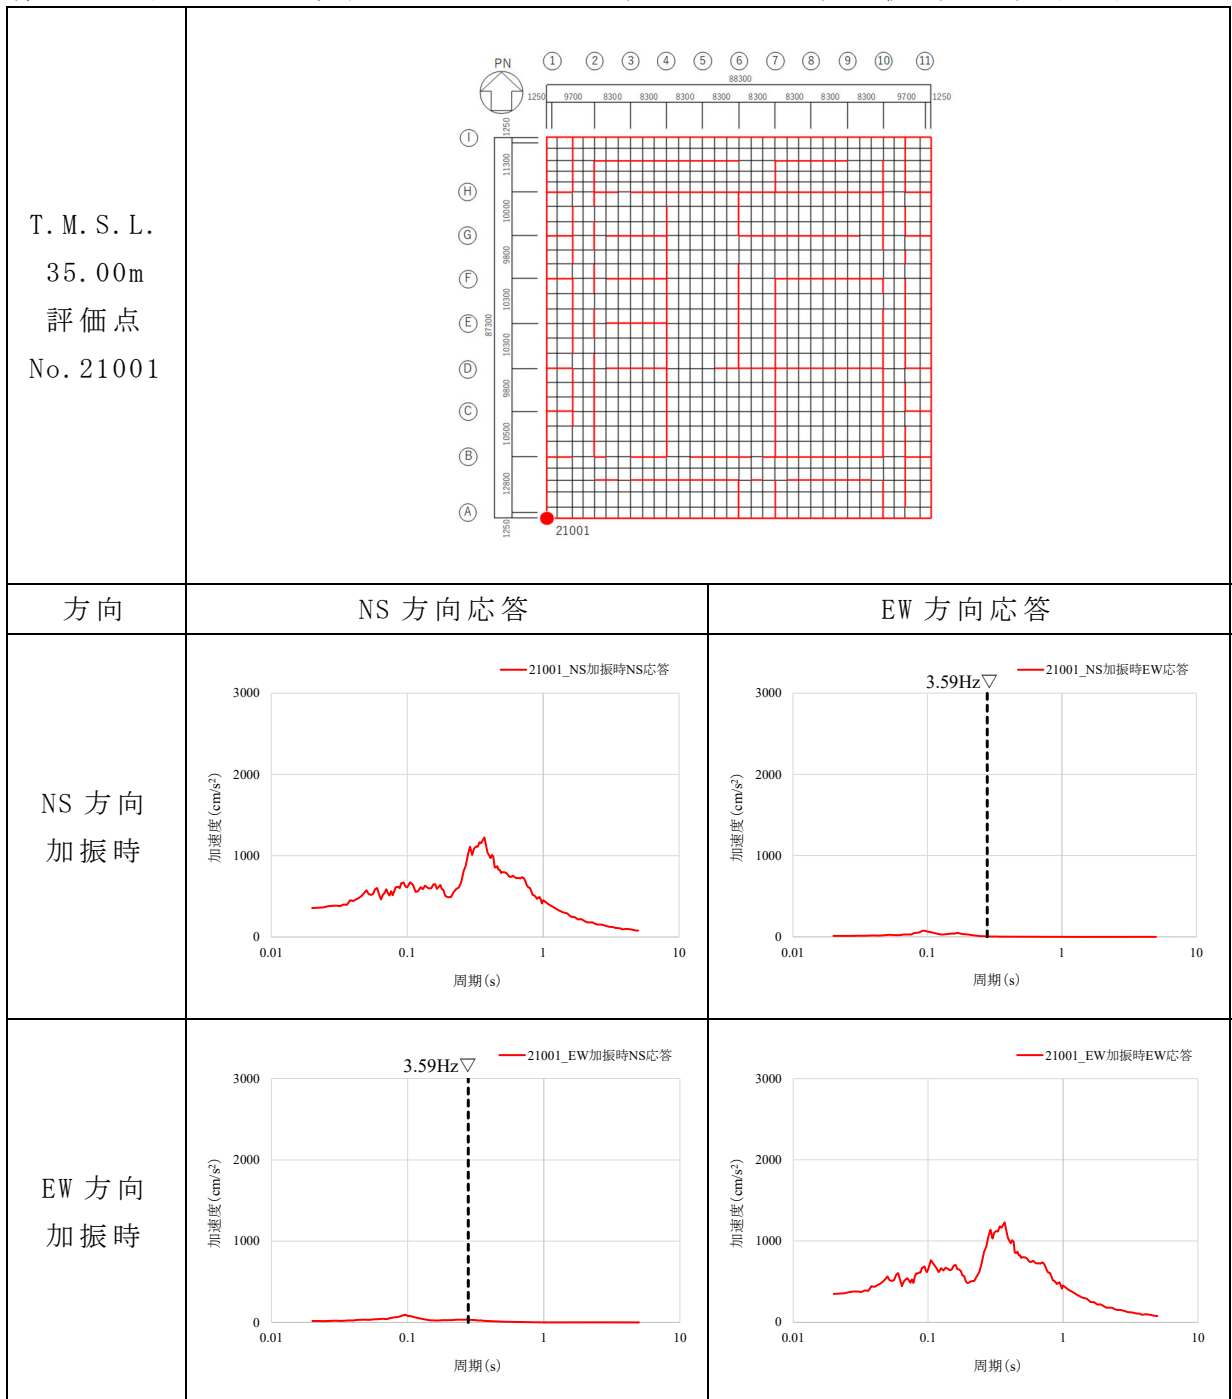 T.M.S.L.
35.00m
評価点
No.21001
PN
1 2 3 4 5 6 7 8 9 10 11
88300
1250 9700 8300 8300 8300 8300 8300 8300 8300 8300 9700 1250
I
H
G
F
E
D
C
B
A
1250
11300
10000
9800
10300
10300
9800
10500
12800
1250
87300
21001
方向
NS 方向応答
EW 方向応答
NS 方向
加振時
21001_NS加振時NS応答
3000
2000
1000
0
加速度(cm/s²)
0.01 0.1 1 10
周期(s)
21001_NS加振時EW応答
3.59Hz▽
3000
2000
1000
0
加速度(cm/s²)
0.01 0.1 1 10
周期(s)
EW 方向
加振時
21001_EW加振時NS応答
3.59Hz▽
3000
2000
1000
0
加速度(cm/s²)
0.01 0.1 1 10
周期(s)
21001_EW加振時EW応答
3000
2000
1000
0
加速度(cm/s²)
0.01 0.1 1 10
周期(s)